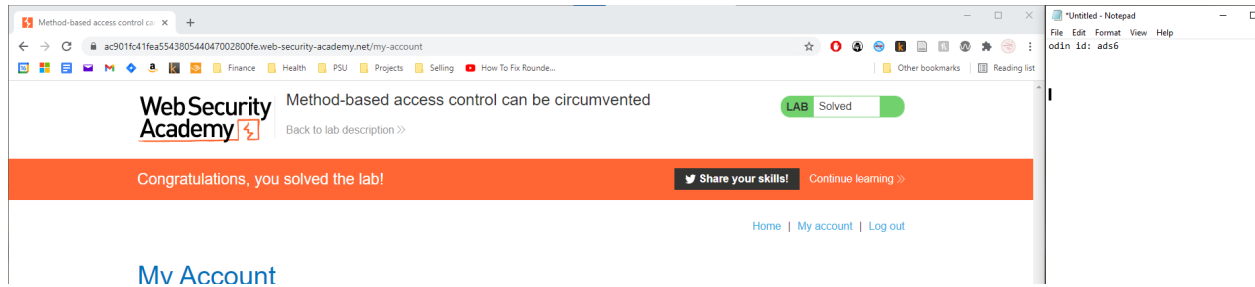 Method-based access control ca
*Untitled - Notepad
File Edit Format View Help
odin id: ads6
ac901fc41fea554380544047002800fe.web-security-academy.net/my-account
Finance
Health
PSU
Projects
Selling
How To Fix Rounde...
Other bookmarks
Reading list
WebSecurity
Academy
Method-based access control can be circumvented
Back to lab description >>
LAB Solved
Congratulations, you solved the lab!
Share your skills!
Continue learning >>
Home | My account | Log out
My Account